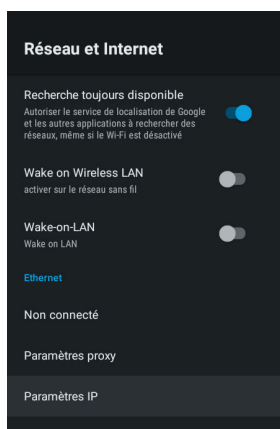 Réseau et Internet
Recherche toujours disponible
Autoriser le service de localisation de Google
et les autres applications à rechercher des
réseaux, même si le Wi-Fi est désactivé
Wake on Wireless LAN
activer sur le réseau sans fil
Wake-on-LAN
Wake on LAN
Ethernet
Non connecté
Paramètres proxy
Paramètres IP